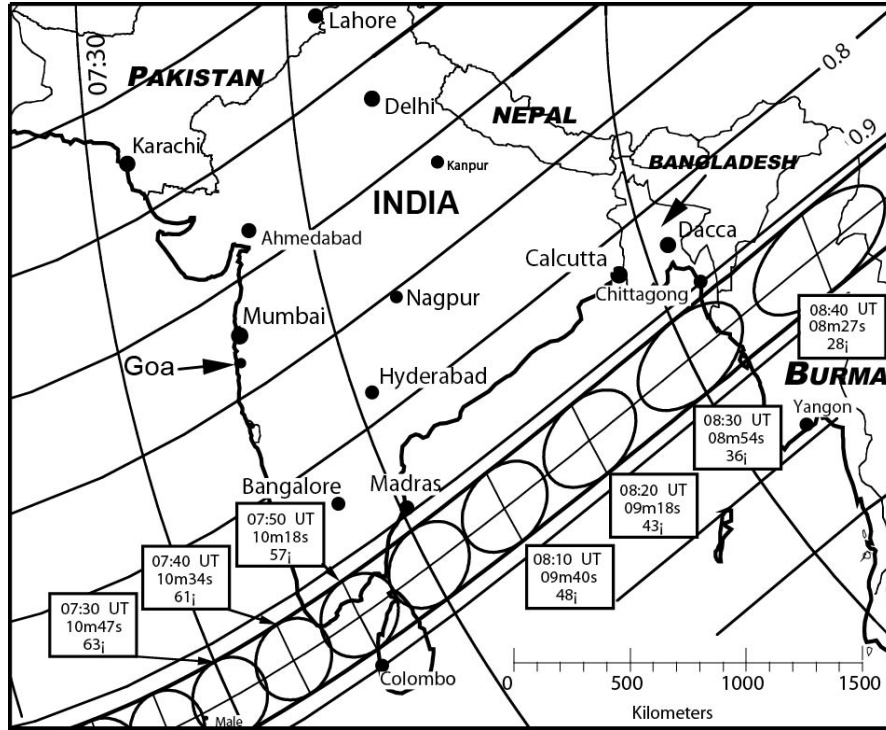 Lahore
07:30
PAKISTAN
0.8
Delhi
NEPAL
0.9
Karachi
Kanpur
BANGLADESH
INDIA
Ahmedabad
Dacca
Calcutta
Chittagong
Nagpur
Mumbai
Goa
08:40 UT
08m27s
28¡
Hyderabad
BURMA
Yangon
08:30 UT
08m54s
36¡
Bangalore
Madras
08:20 UT
09m18s
43¡
07:50 UT
10m18s
57¡
08:10 UT
09m40s
48¡
07:40 UT
10m34s
61¡
07:30 UT
10m47s
63¡
Colombo
Male
0
500
1000
1500
Kilometers